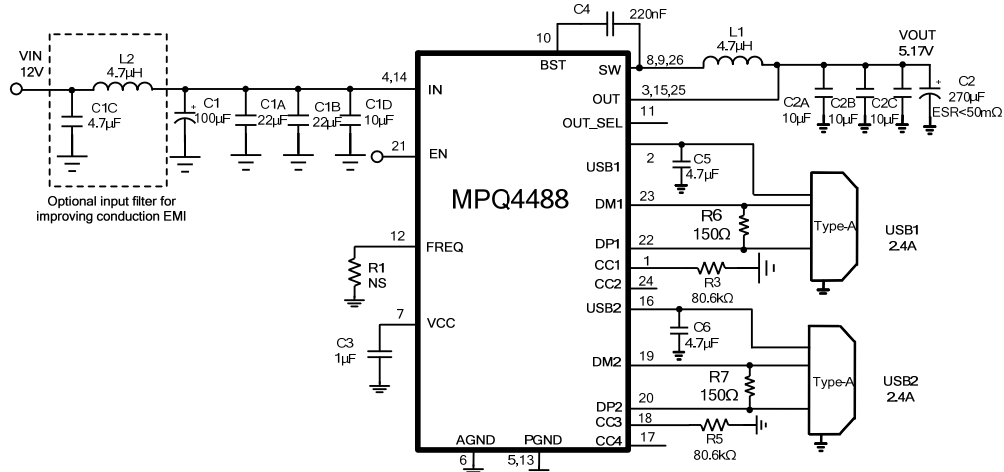 C4
220nF
10
BST
L1
4.7µH
VOUT
5.17V
VIN
12V
L2
4.7µH
C1C
4.7µF
C1
100µF
C1A
22µF
C1B
22µF
C1D
10µF
4,14
IN
SW
8,9,26
OUT
3,15,25
OUT_SEL
11
C2A
10µF
C2B
10µF
C2C
10µF
C2
270µF
ESR<50mΩ
+
+
21
EN
Optional input filter for
improving conduction EMI
MPQ4488
USB1
2
C5
4.7µF
DM1
23
R6
150Ω
DP1
22
CC1
1
R3
80.6kΩ
CC2
24
Type-A
USB1
2.4A
12
FREQ
R1
NS
7
VCC
C3
1µF
USB2
16
C6
4.7µF
DM2
19
R7
150Ω
DP2
20
CC3
18
R5
80.6kΩ
CC4
17
Type-A
USB2
2.4A
AGND
PGND
6
5,13